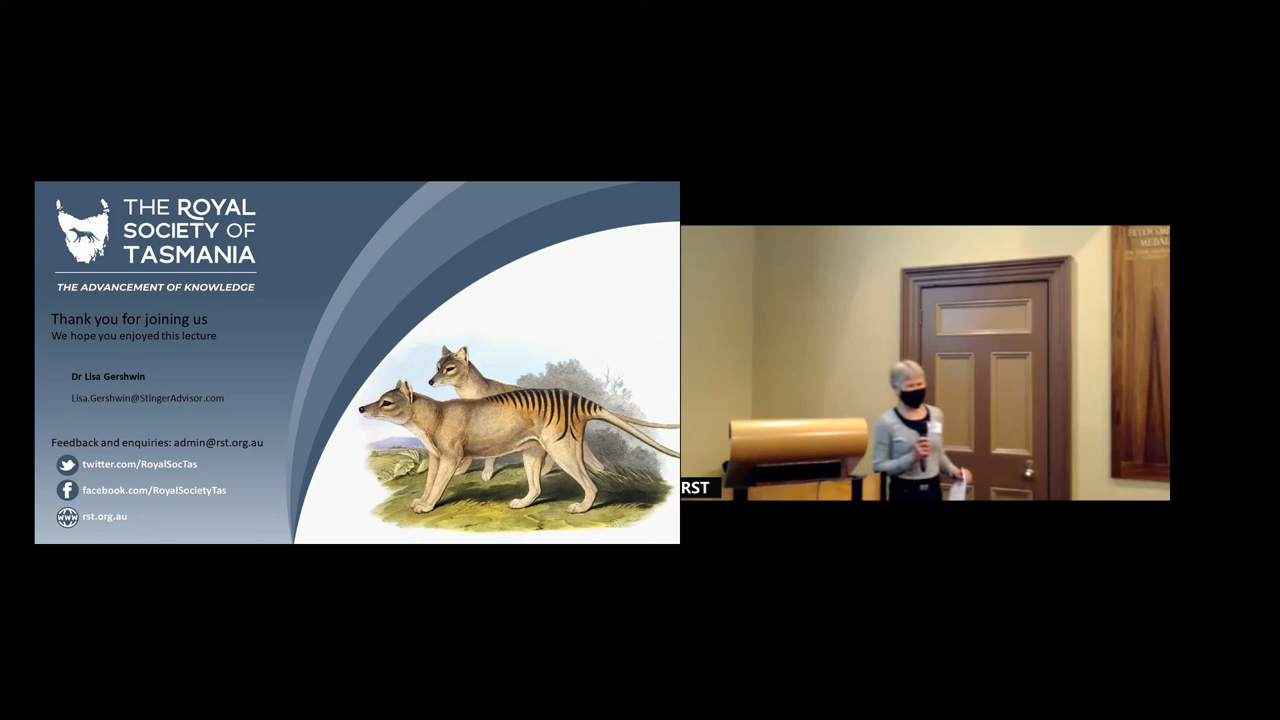 THE ROYAL
SOCIETY OF
TASMANIA
THE ADVANCEMENT OF KNOWLEDGE
Thank you for joining us
We hope you enjoyed this lecture
Dr Lisa Gershwin
Lisa.Gershwin@StingerAdvisor.com
Feedback and enquiries: admin@rst.org.au
twitter.com/RoyalSocTas
facebook.com/RoyalSocietyTas
www
rst.org.au
RST
MEDAL